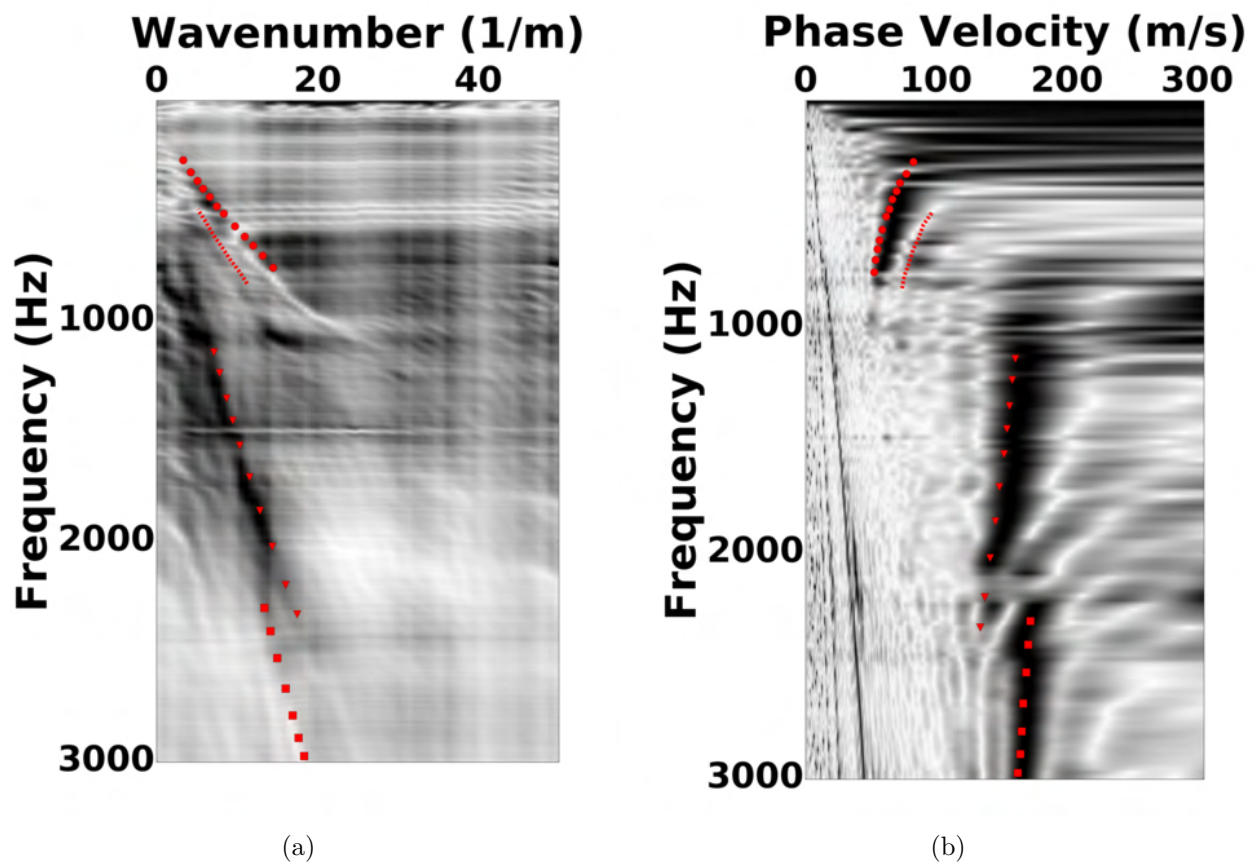 Wavenumber (1/m)
0 20 40
Frequency (Hz)
1000
2000
3000
(a)
Phase Velocity (m/s)
0 100 200 300
Frequency (Hz)
1000
2000
3000
(b)